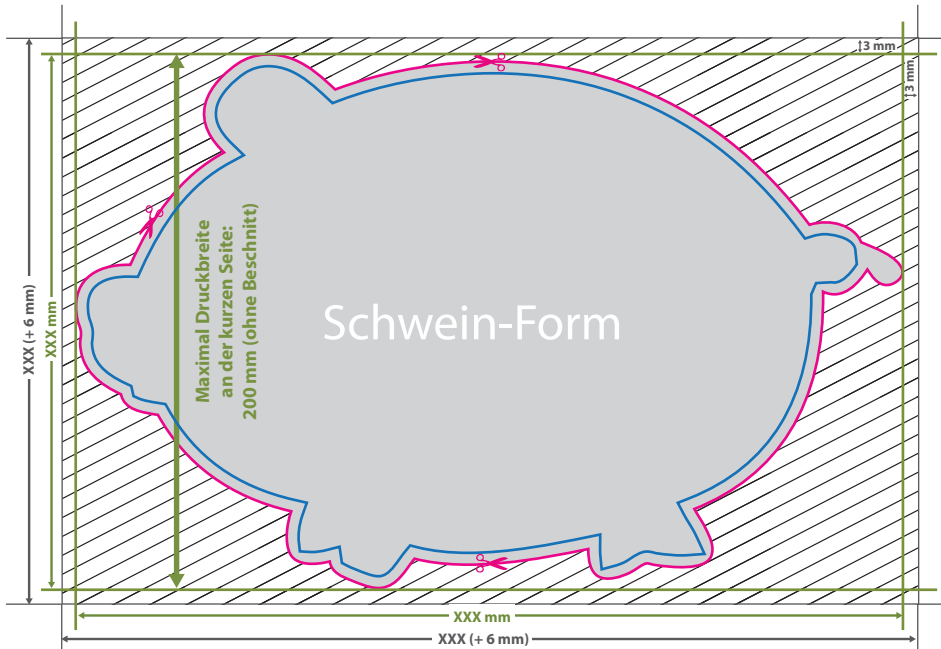 3 mm
3 mm
XXX (+ 6 mm)
XXX mm
Maximal Druckbreite
an der kurzen Seite:
200 mm (ohne Beschnitt)
Schwein-Form
XXX mm
XXX (+ 6 mm)